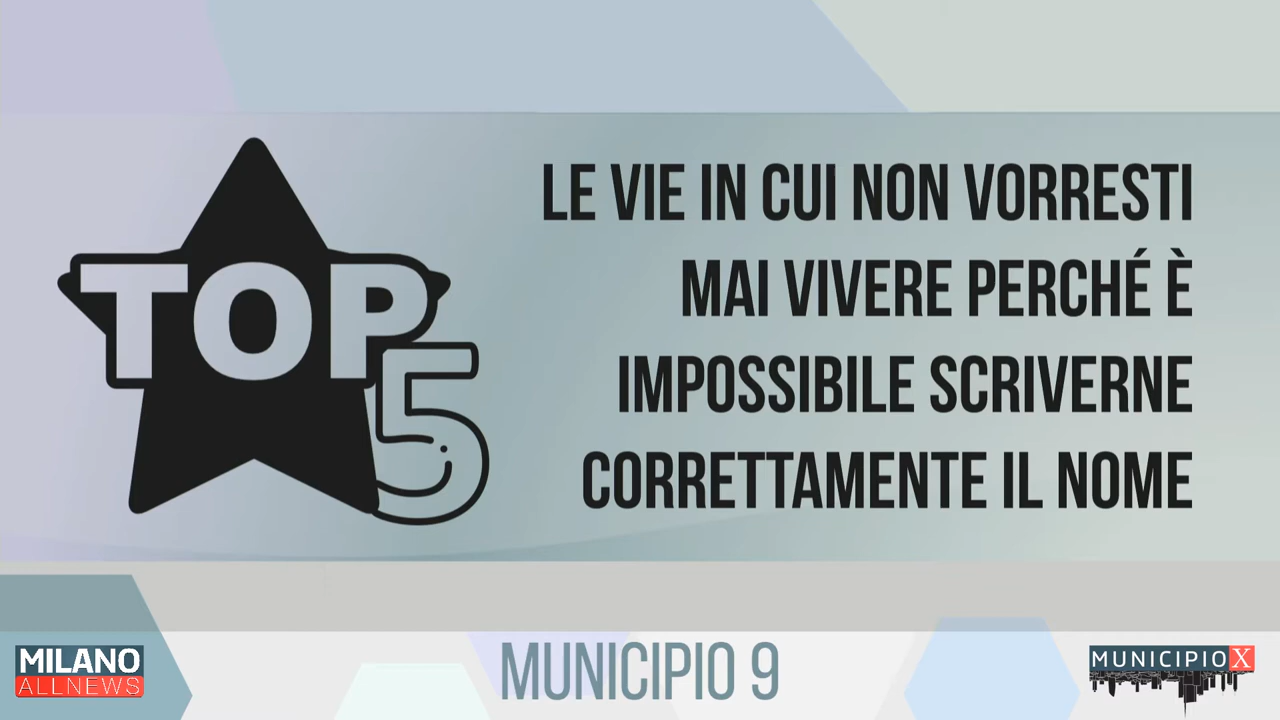 TOP
5
LE VIE IN CUI NON VORRESTI
MAI VIVERE PERCHÉ È
IMPOSSIBILE SCRIVERNE
CORRETTAMENTE IL NOME
MILANO
ALLNEWS
MUNICIPIO 9
MUNICIPIO X